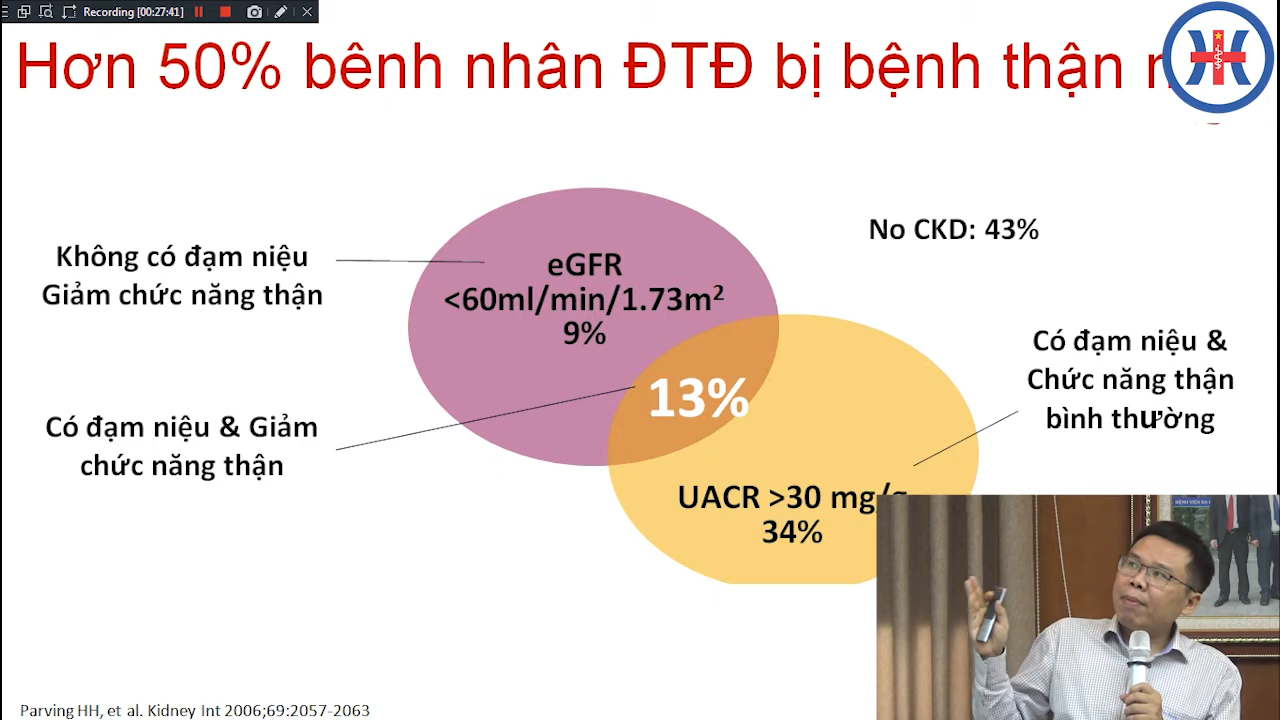 Recording [00:27:41]
Hơn 50% bênh nhân ĐTĐ bị bệnh thận
No CKD: 43%
Không có đạm niệu
Giảm chức năng thận
eGFR
<60ml/min/1.73m²
9%
Có đạm niệu &
Chức năng thận
bình thường
13%
Có đạm niệu & Giảm
chức năng thận
UACR >30 mg/g
34%
BỆNH VIỆN
Parving HH, et al. Kidney Int 2006;69:2057-2063